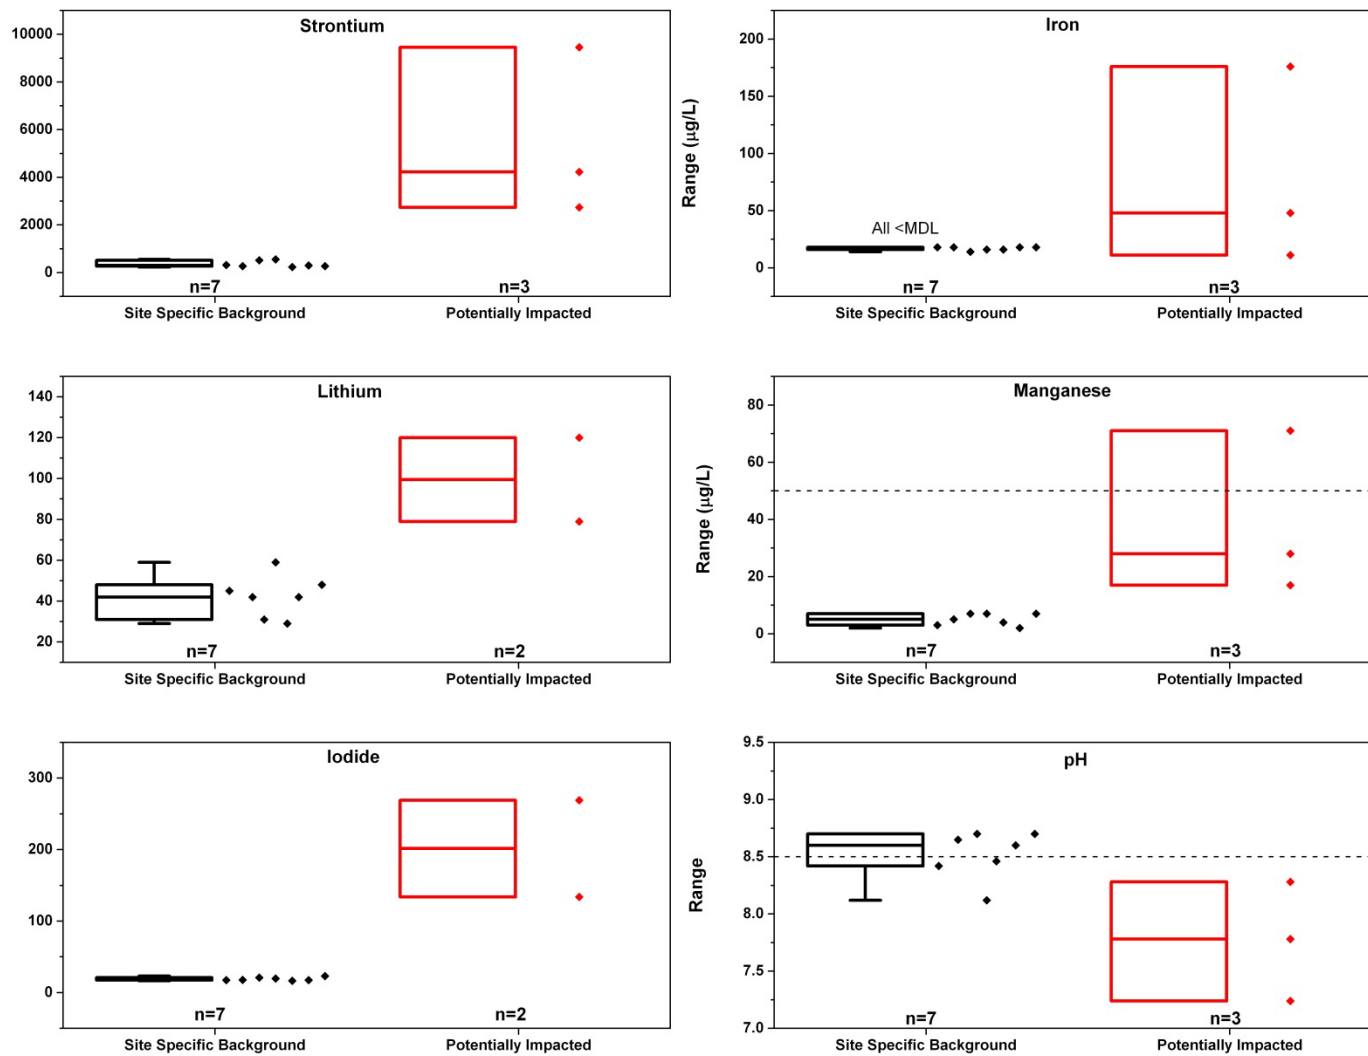 Strontium
10000
8000
6000
4000
2000
0
n=7
n=3
Site Specific Background
Potentially Impacted
Iron
Range (µg/L)
200
150
100
50
0
All <MDL
n= 7
n=3
Site Specific Background
Potentially Impacted
Lithium
140
120
100
80
60
40
20
n=7
n=2
Site Specific Background
Potentially Impacted
Manganese
Range (µg/L)
80
60
40
20
0
n=7
n=3
Site Specific Background
Potentially Impacted
Iodide
300
200
100
0
n=7
n=2
Site Specific Background
Potentially Impacted
pH
Range
9.5
9.0
8.5
8.0
7.5
7.0
n=7
n=3
Site Specific Background
Potentially Impacted